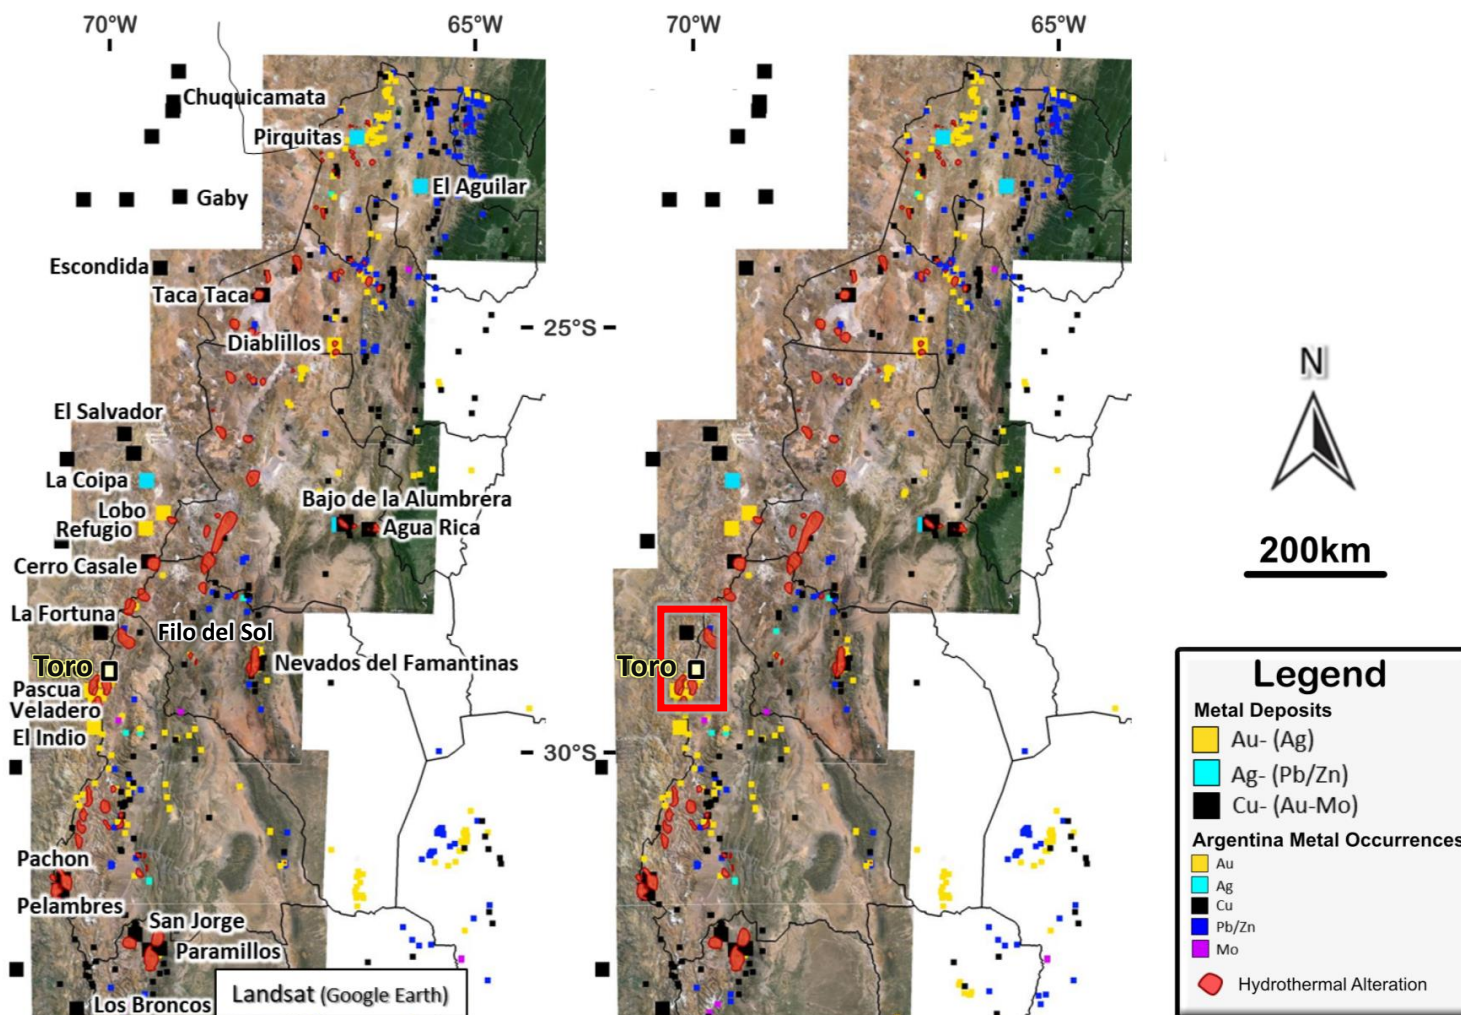 70°W 65°W 70°W 65°W
Chuquicamata
Pirquitas
El Aguilar
Gaby
Escondida
Taca Taca
25°S
Diablillos
N
El Salvador
La Coipa
Bajo de la Alumbrera
Lobo
Refugio
Agua Rica
200km
Cerro Casale
La Fortuna
Filo del Sol
Toro
Nevados del Famantinas
Toro
Pascua
Veladero
El Indio
30°S
Pachon
Pelambres
San Jorge
Paramillos
Los Broncos
Landsat (Google Earth)
Legend
Metal Deposits
Au- (Ag)
Ag- (Pb/Zn)
Cu- (Au-Mo)
Argentina Metal Occurrences
Au
Ag
Cu
Pb/Zn
Mo
Hydrothermal Alteration